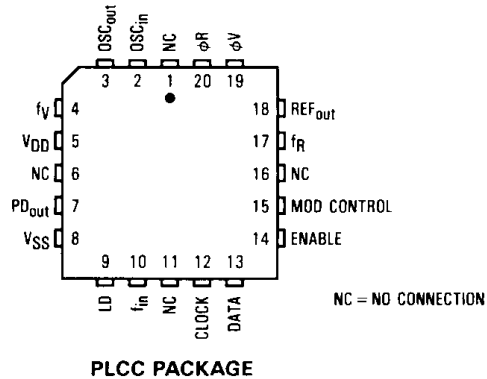 OSCout OSCin NC φR φV
3 2 1 20 19
fV 4 18 REFout
VDD 5 17 fR
NC 6 16 NC
PDout 7 15 MOD CONTROL
VSS 8 14 ENABLE
9 10 11 12 13
LD fin NC CLOCK DATA
NC = NO CONNECTION
PLCC PACKAGE